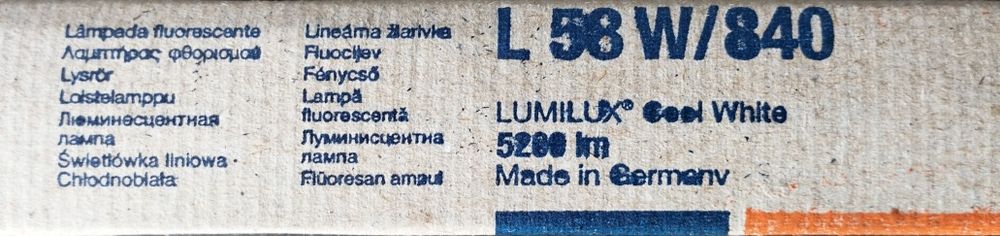 Lâmpada fluorescente
Λαμπτήρας φθορισμού
Lysrör
Loistelamppu
Люминесцентная
лампа
Świetlówka liniowa -
Chłodnobiała
Lineárna žiarivka
Fluocijev
Fénycső
Lampă
fluorescentă
Луминисцентна
лампа
Flüoresan ampul
L 58 W/840
LUMILUX® Cool White
5200 lm
Made in Germany